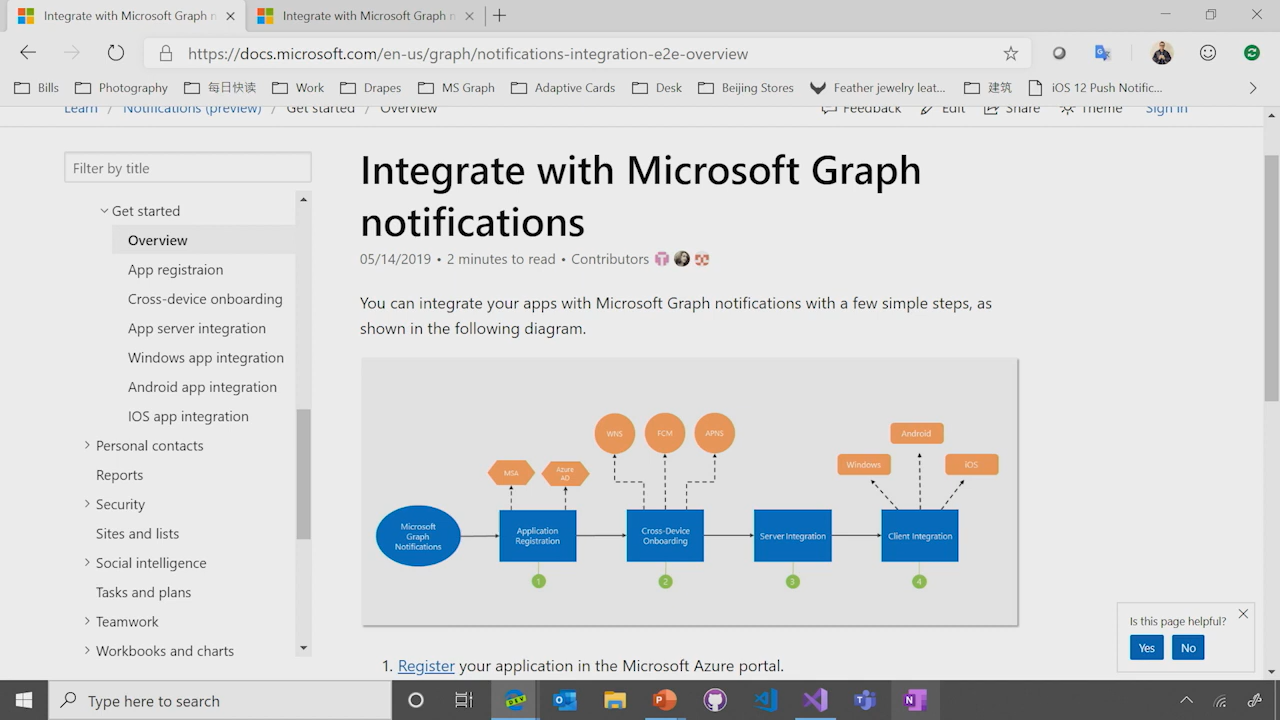 Integrate with Microsoft Graph n
Integrate with Microsoft Graph n
https://docs.microsoft.com/en-us/graph/notifications-integration-e2e-overview
Bills
Photography
每日快读
Work
Drapes
MS Graph
Adaptive Cards
Desk
Beijing Stores
Feather jewelry leat...
建筑
iOS 12 Push Notific...
Learn / Notifications (preview) / Get started / Overview
Feedback
Edit
Share
Theme
Sign in
Filter by title
Get started
Overview
App registraion
Cross-device onboarding
App server integration
Windows app integration
Android app integration
IOS app integration
Personal contacts
Reports
Security
Sites and lists
Social intelligence
Tasks and plans
Teamwork
Workbooks and charts
Integrate with Microsoft Graph
notifications
05/14/2019 • 2 minutes to read • Contributors
You can integrate your apps with Microsoft Graph notifications with a few simple steps, as
shown in the following diagram.
WNS
FCM
APNS
Android
Windows
iOS
MSA
Azure
AD
Microsoft
Graph
Notifications
Application
Registration
Cross-Device
Onboarding
Server Integration
Client Integration
1
2
3
4
1. Register your application in the Microsoft Azure portal.
Is this page helpful?
Yes
No
Type here to search
DEV